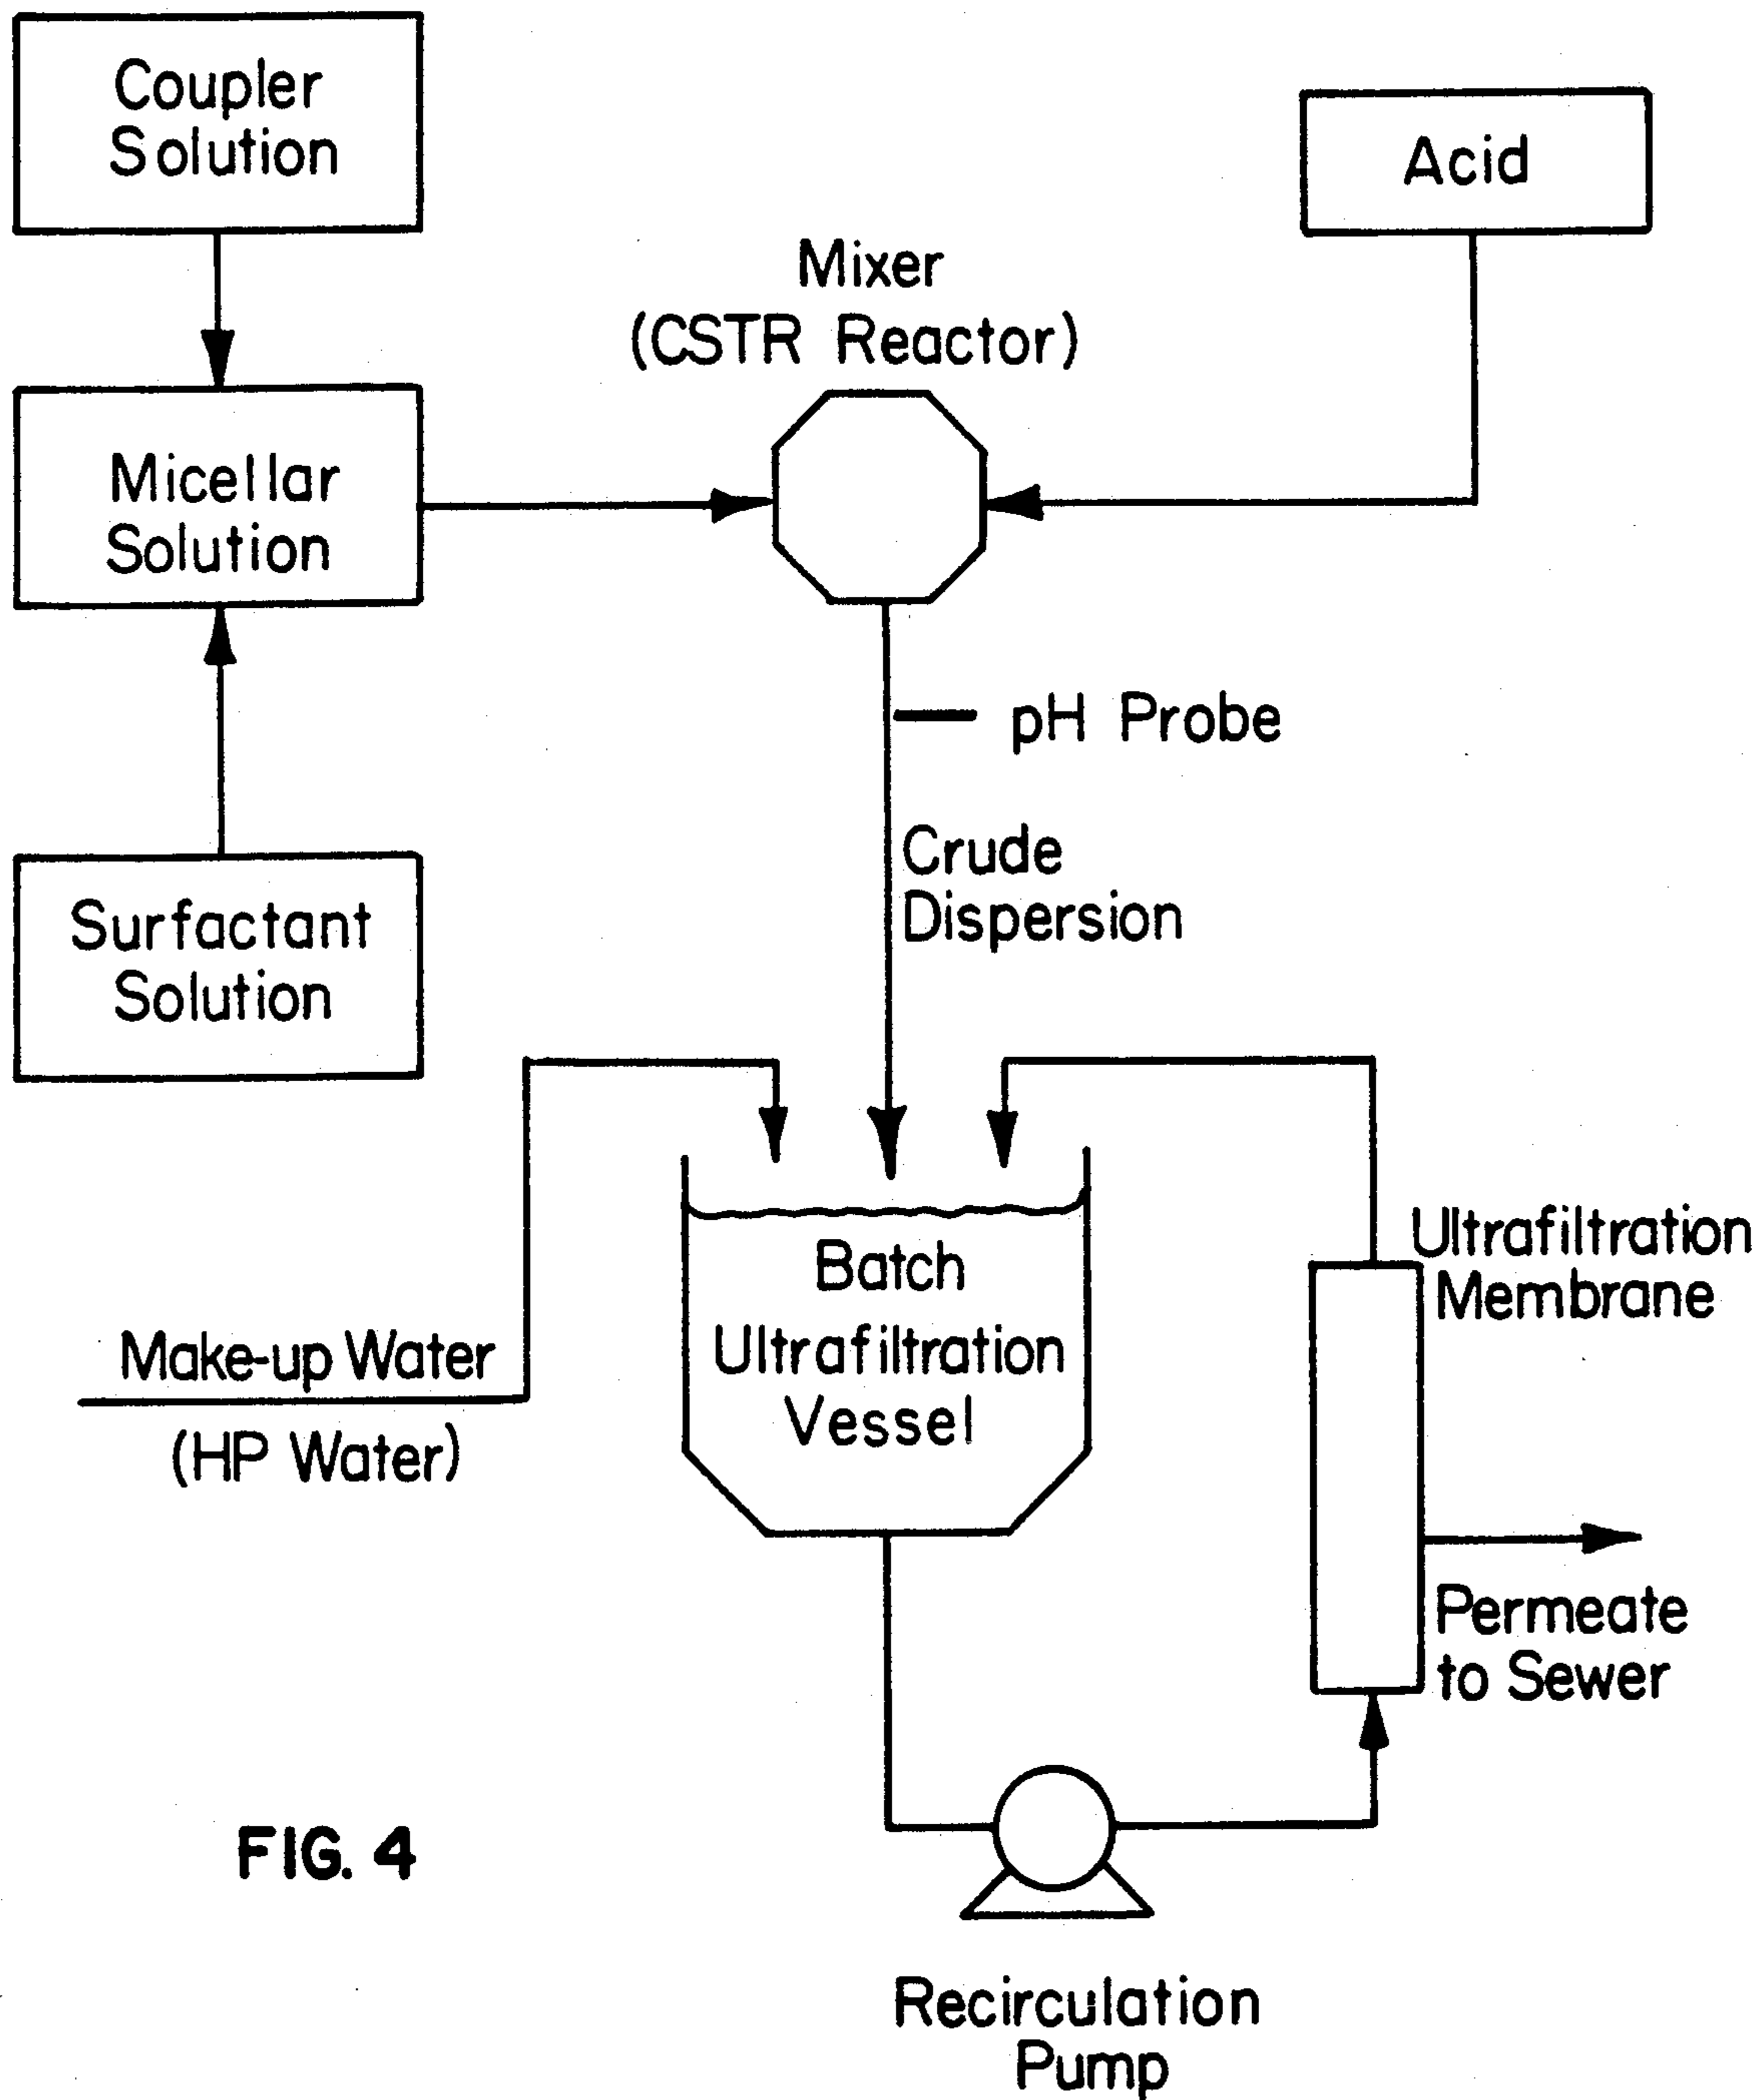 Coupler
Solution
Acid
Mixer
(CSTR Reactor)
Micellar
Solution
pH Probe
Crude
Dispersion
Surfactant
Solution
Ultrafiltration
Membrane
Batch
Ultrafiltration
Vessel
Make-up Water
(HP Water)
Permeate
to Sewer
FIG. 4
Recirculation
Pump